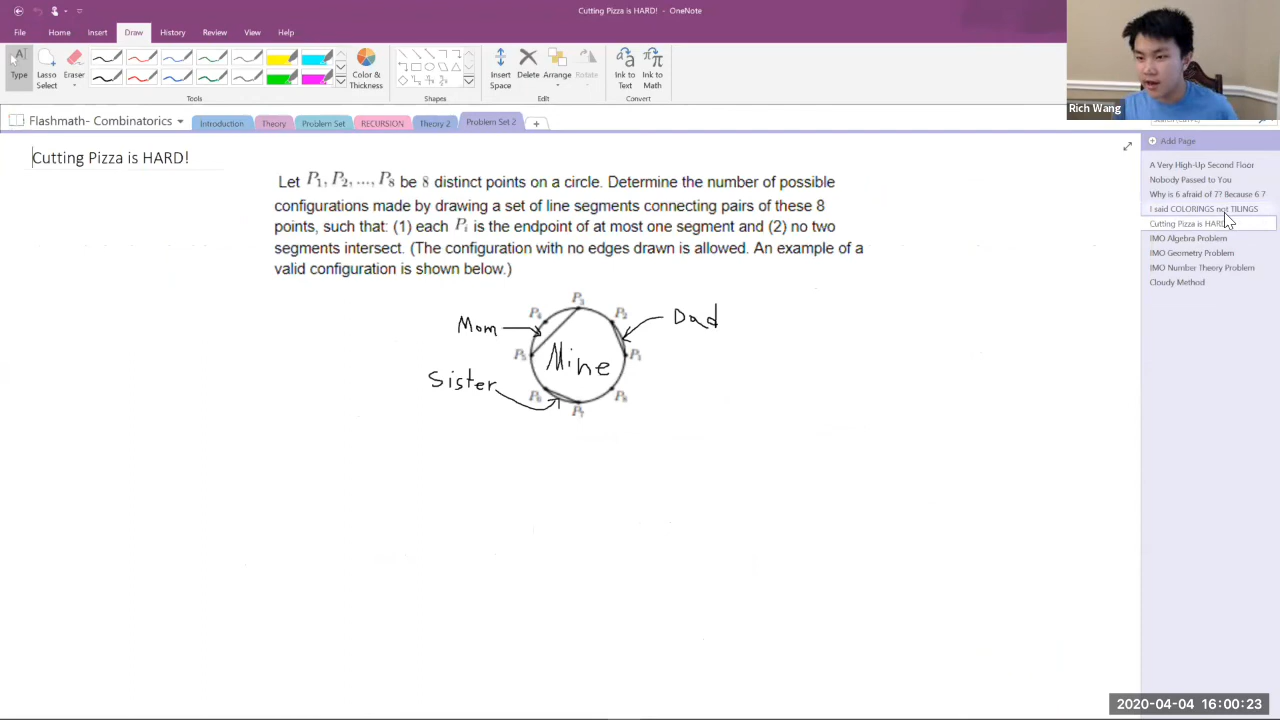 Cutting Pizza is HARD! - OneNote
File Home Insert Draw History Review View Help
Type Lasso Select Eraser Color & Thickness Insert Space Delete Arrange Rotate Ink to Text Ink to Math
Tools Shapes Edit Convert
Rich Wang
Flashmath- Combinatorics Introduction Theory Problem Set RECURSION Theory 2 Problem Set 2
Add Page
A Very High-Up Second Floor
Nobody Passed to You
Why is 6 afraid of 7? Because 6 7
I said COLORINGS not TILINGS
Cutting Pizza is HARD
IMO Algebra Problem
IMO Geometry Problem
IMO Number Theory Problem
Cloudy Method
Cutting Pizza is HARD!
Let P1, P2, ..., P8 be 8 distinct points on a circle. Determine the number of possible
configurations made by drawing a set of line segments connecting pairs of these 8
points, such that: (1) each Pi is the endpoint of at most one segment and (2) no two
segments intersect. (The configuration with no edges drawn is allowed. An example of a
valid configuration is shown below.)
P3
P4 P2
Mom Dad
P5 Mine P1
Sister
P6 P8
P7
2020-04-04 16:00:23